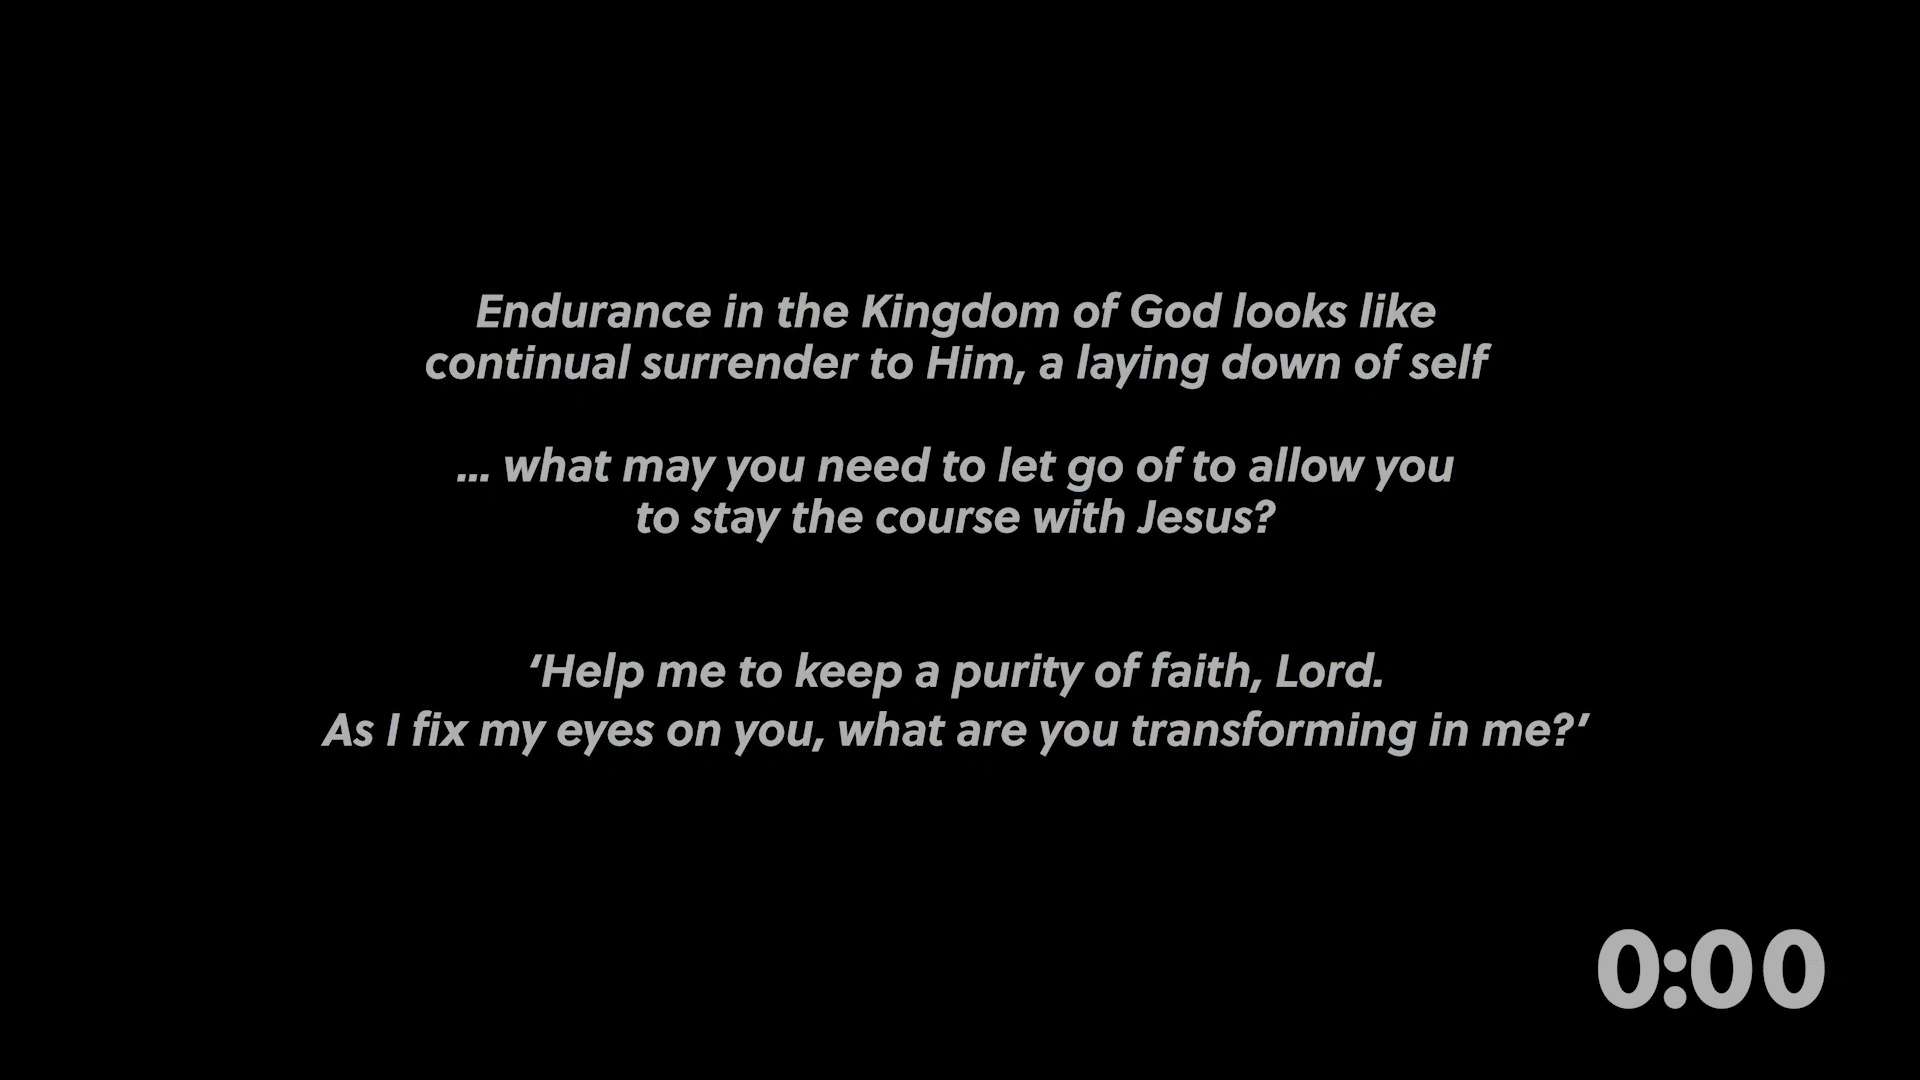 Endurance in the Kingdom of God looks like
continual surrender to Him, a laying down of self
... what may you need to let go of to allow you
to stay the course with Jesus?
‘Help me to keep a purity of faith, Lord.
As I fix my eyes on you, what are you transforming in me?’
0:00